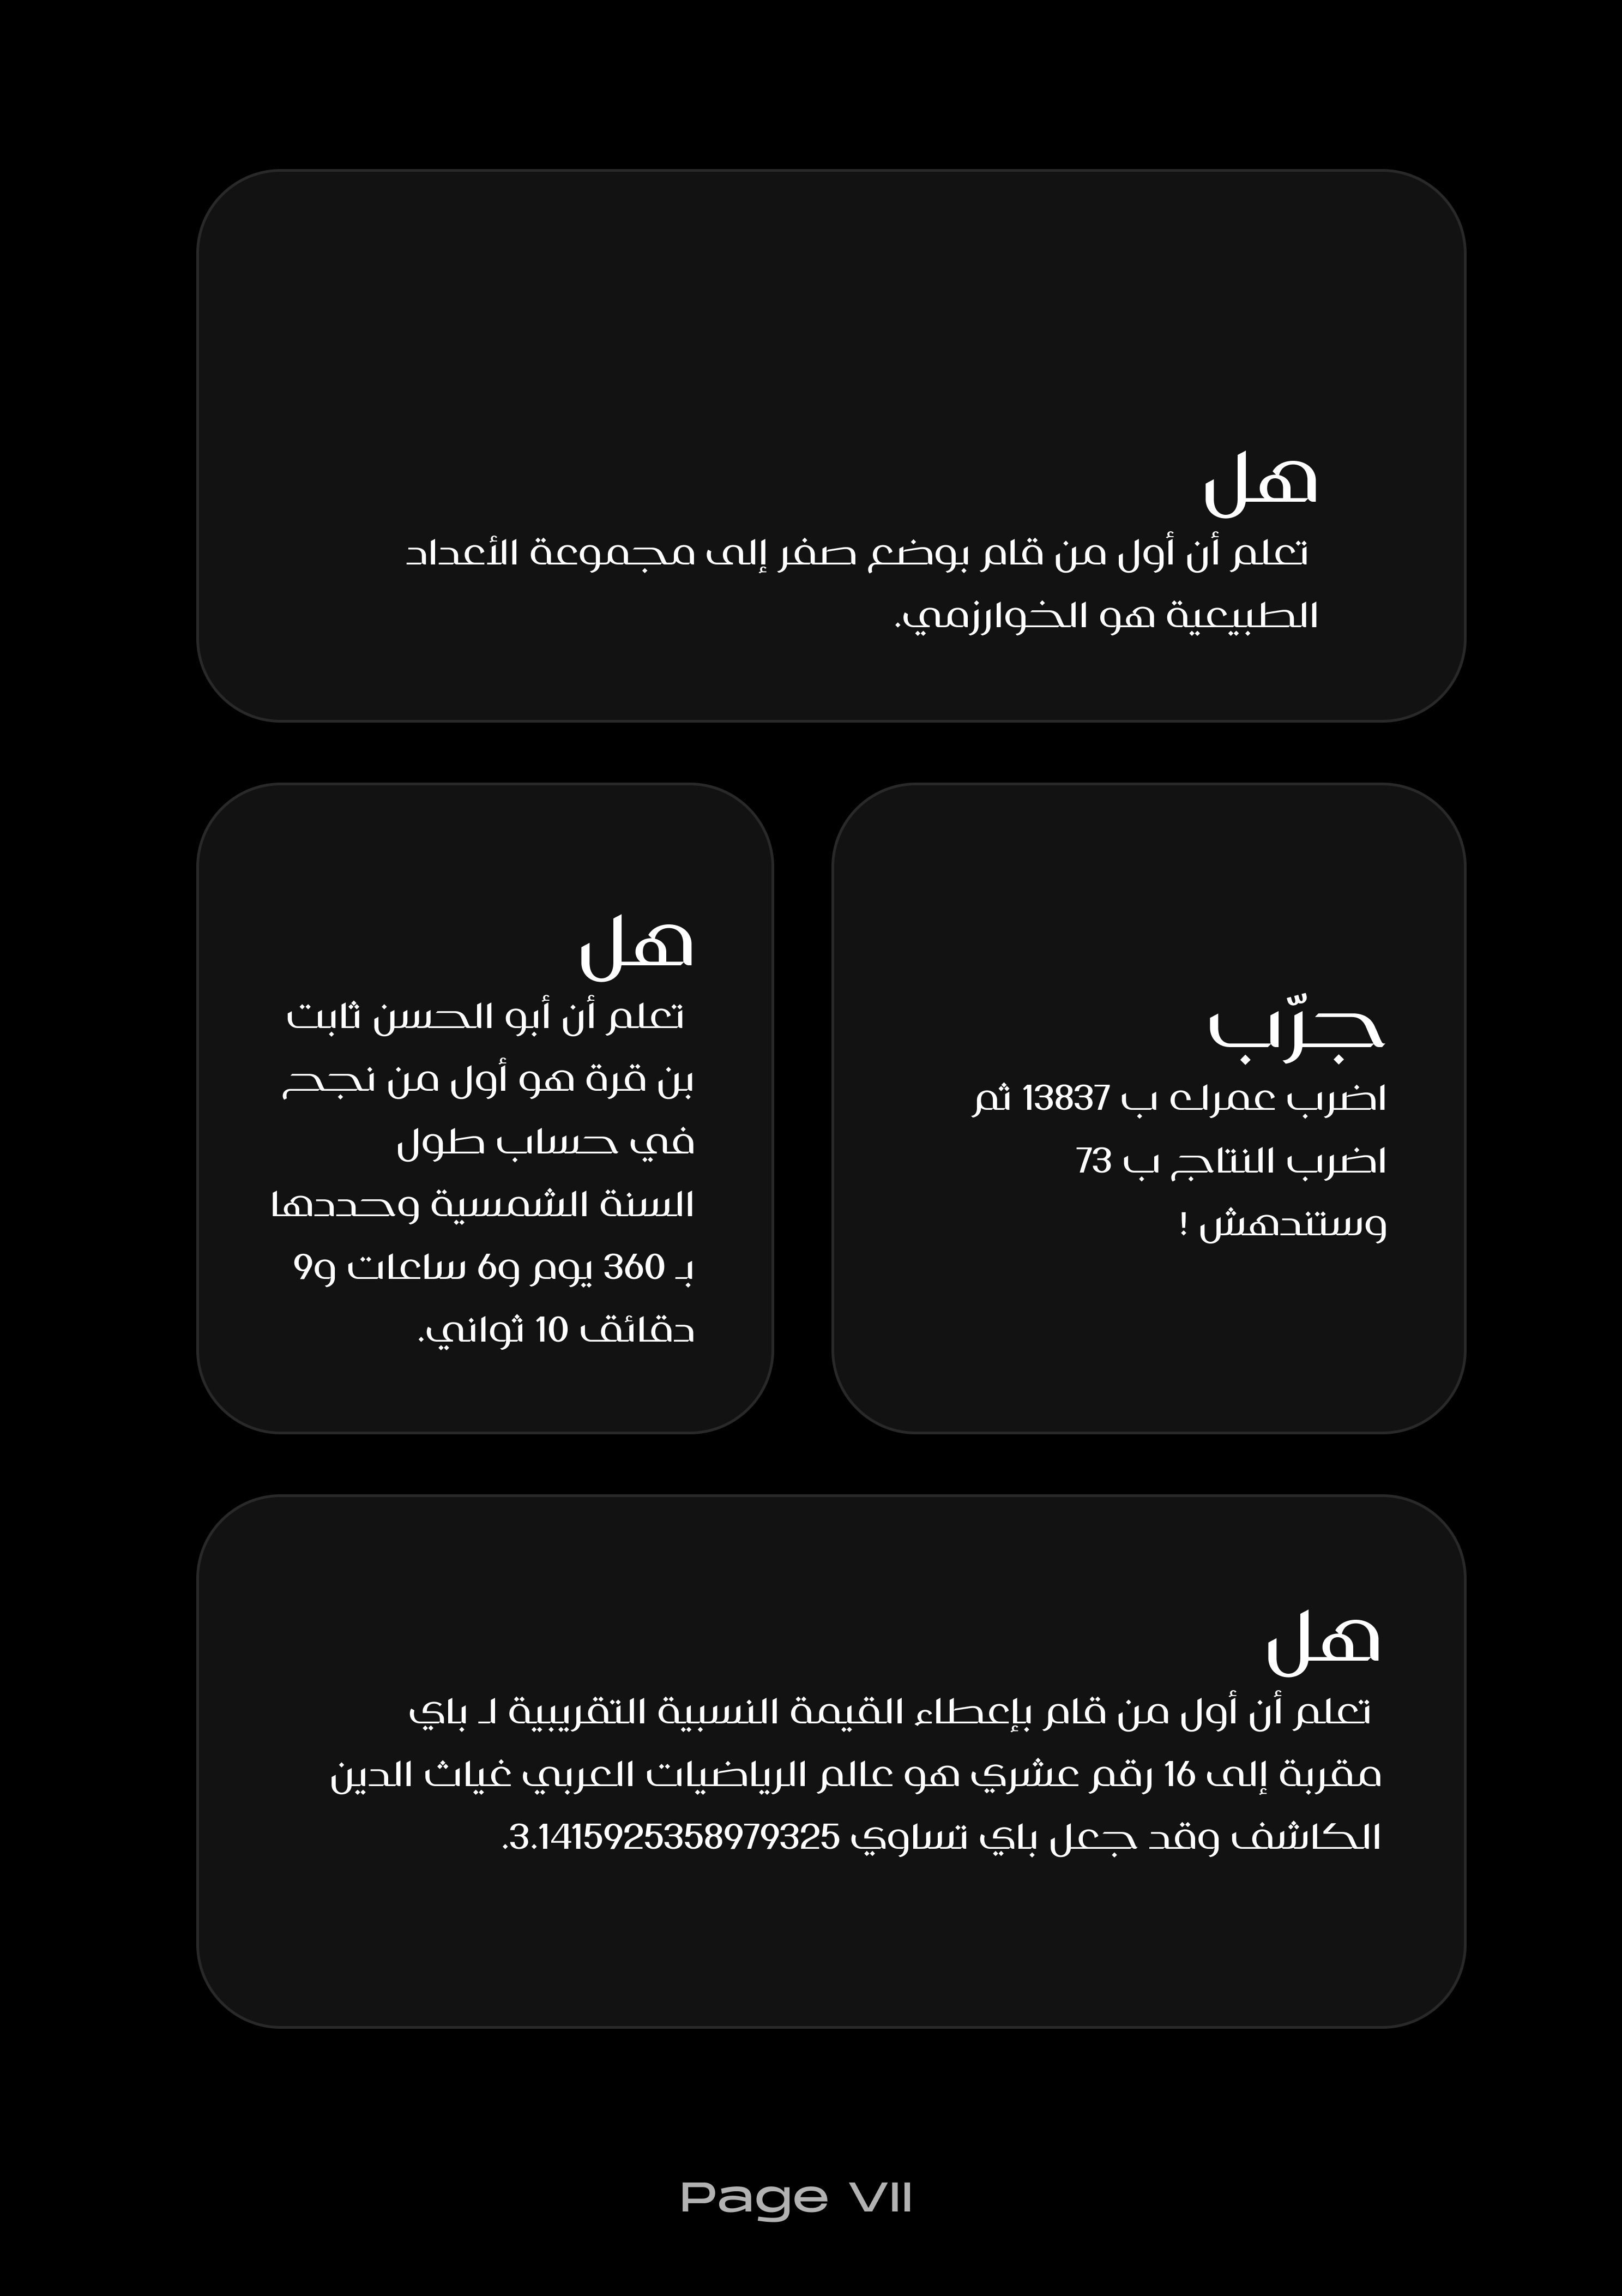 هل
تعلم أن أول من قام بوضع صفر إلى مجموعة الأعداد
الطبيعية هو الخوارزمي.
جرّب
اضرب عمرك ب 13837 ثم
اضرب النتاج ب 73
وستندهش !
هل
تعلم أن أبو الحسن ثابت
بن قرة هو أول من نجح
في حساب طول
السنة الشمسية وحددها
بـ 360 يوم و6 ساعات و9
دقائق 10 ثواني.
هل
تعلم أن أول من قام بإعطاء القيمة النسبية التقريبية لـ باي
مقربة إلى 16 رقم عشري هو عالم الرياضيات العربي غياث الدين
الكاشف وقد جعل باي تساوي 3.1415925358979325.
Page VII